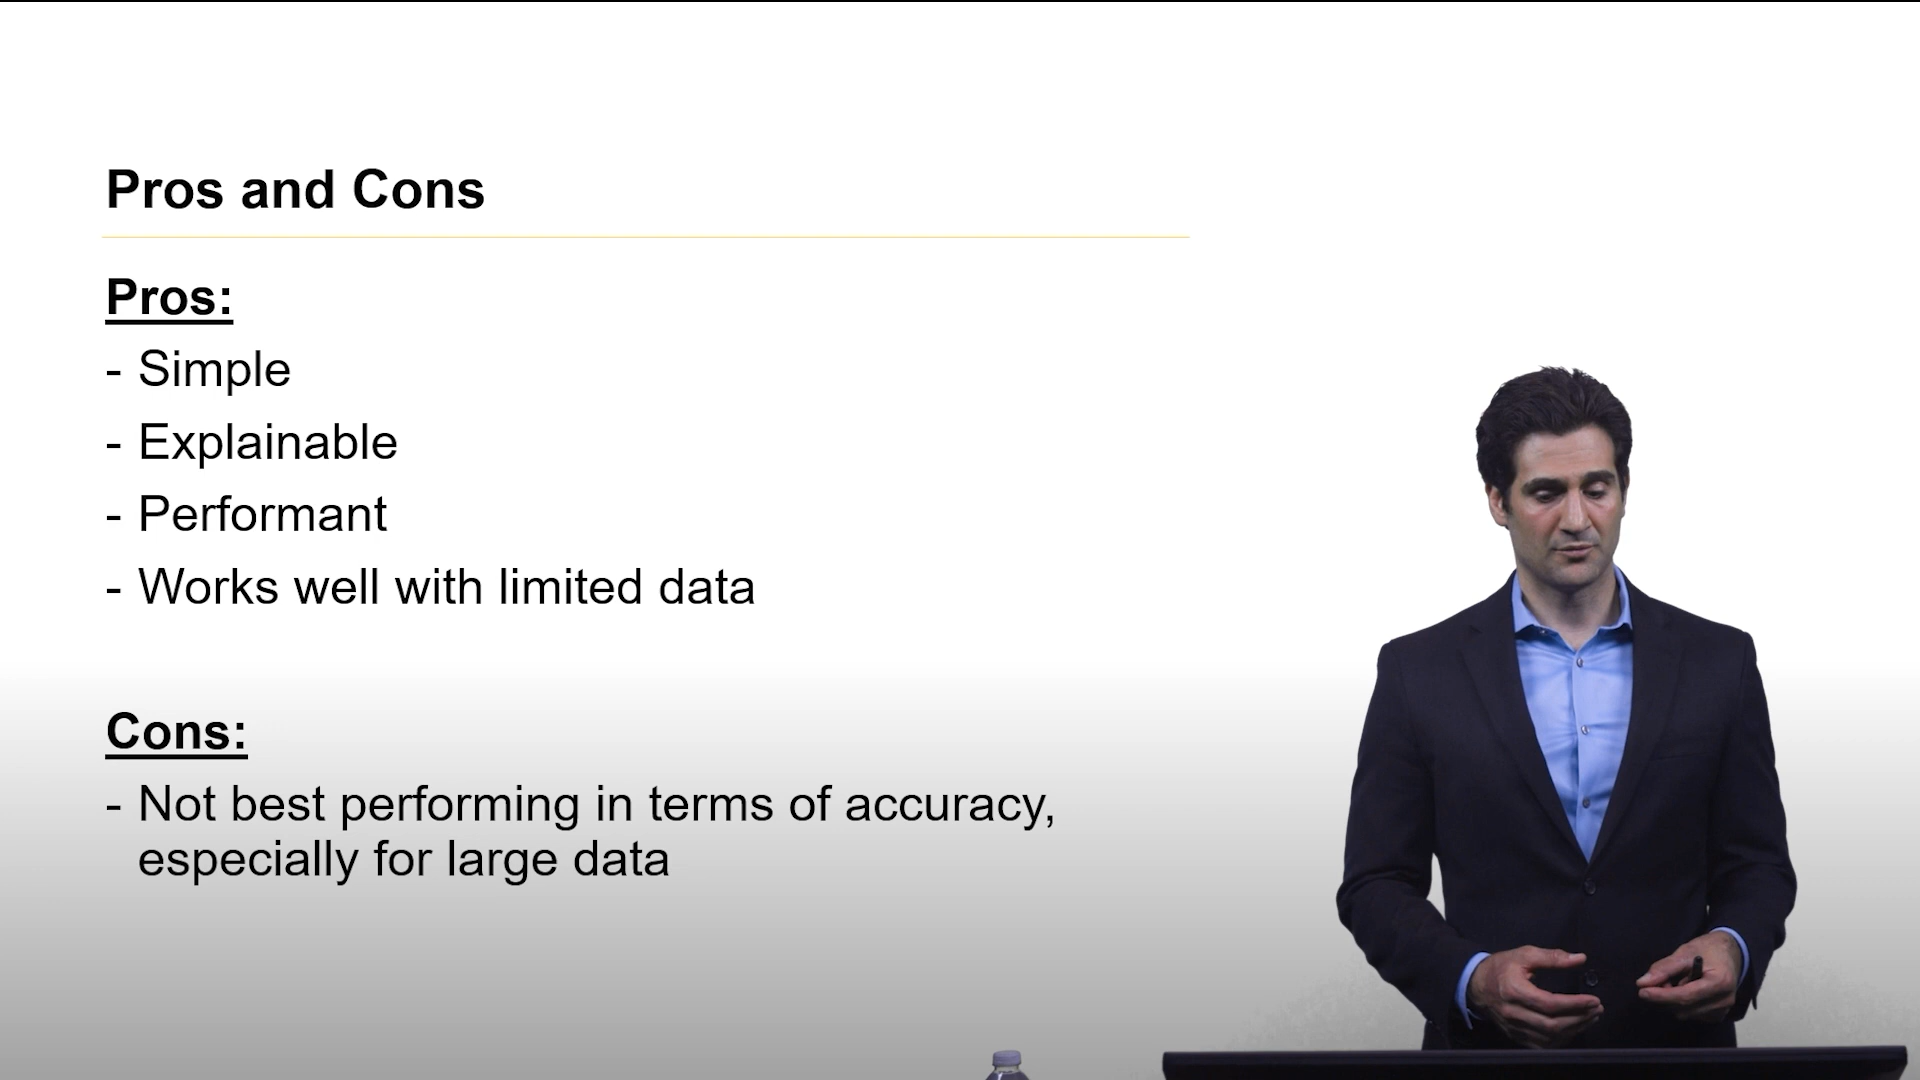 Pros and Cons
Pros:
- Simple
- Explainable
- Performant
- Works well with limited data
Cons:
- Not best performing in terms of accuracy,
especially for large data